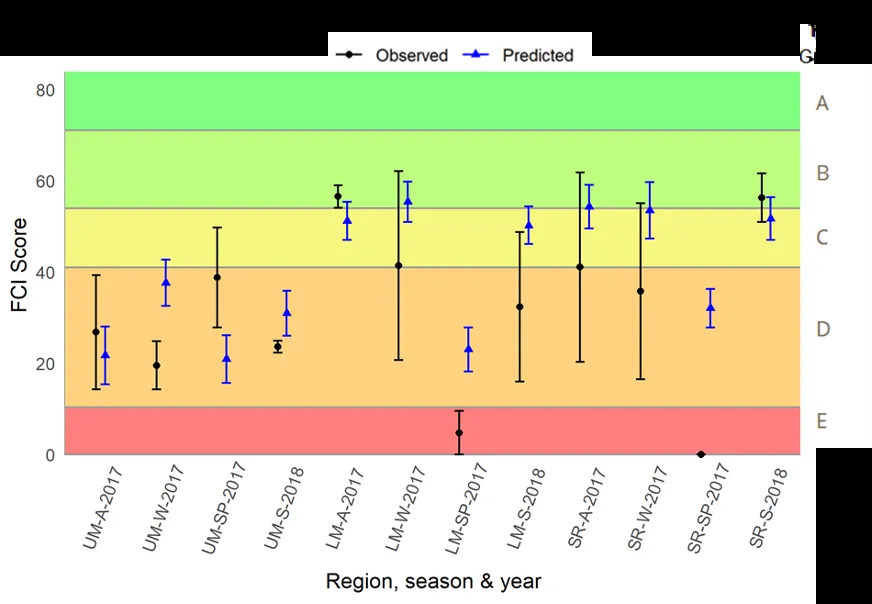 Observed Predicted
80
60
40
20
0
FCI Score
A
B
C
D
E
UM-A-2017
UM-W-2017
UM-SP-2017
UM-S-2018
LM-A-2017
LM-W-2017
LM-SP-2017
LM-S-2018
SR-A-2017
SR-W-2017
SR-SP-2017
SR-S-2018
Region, season & year